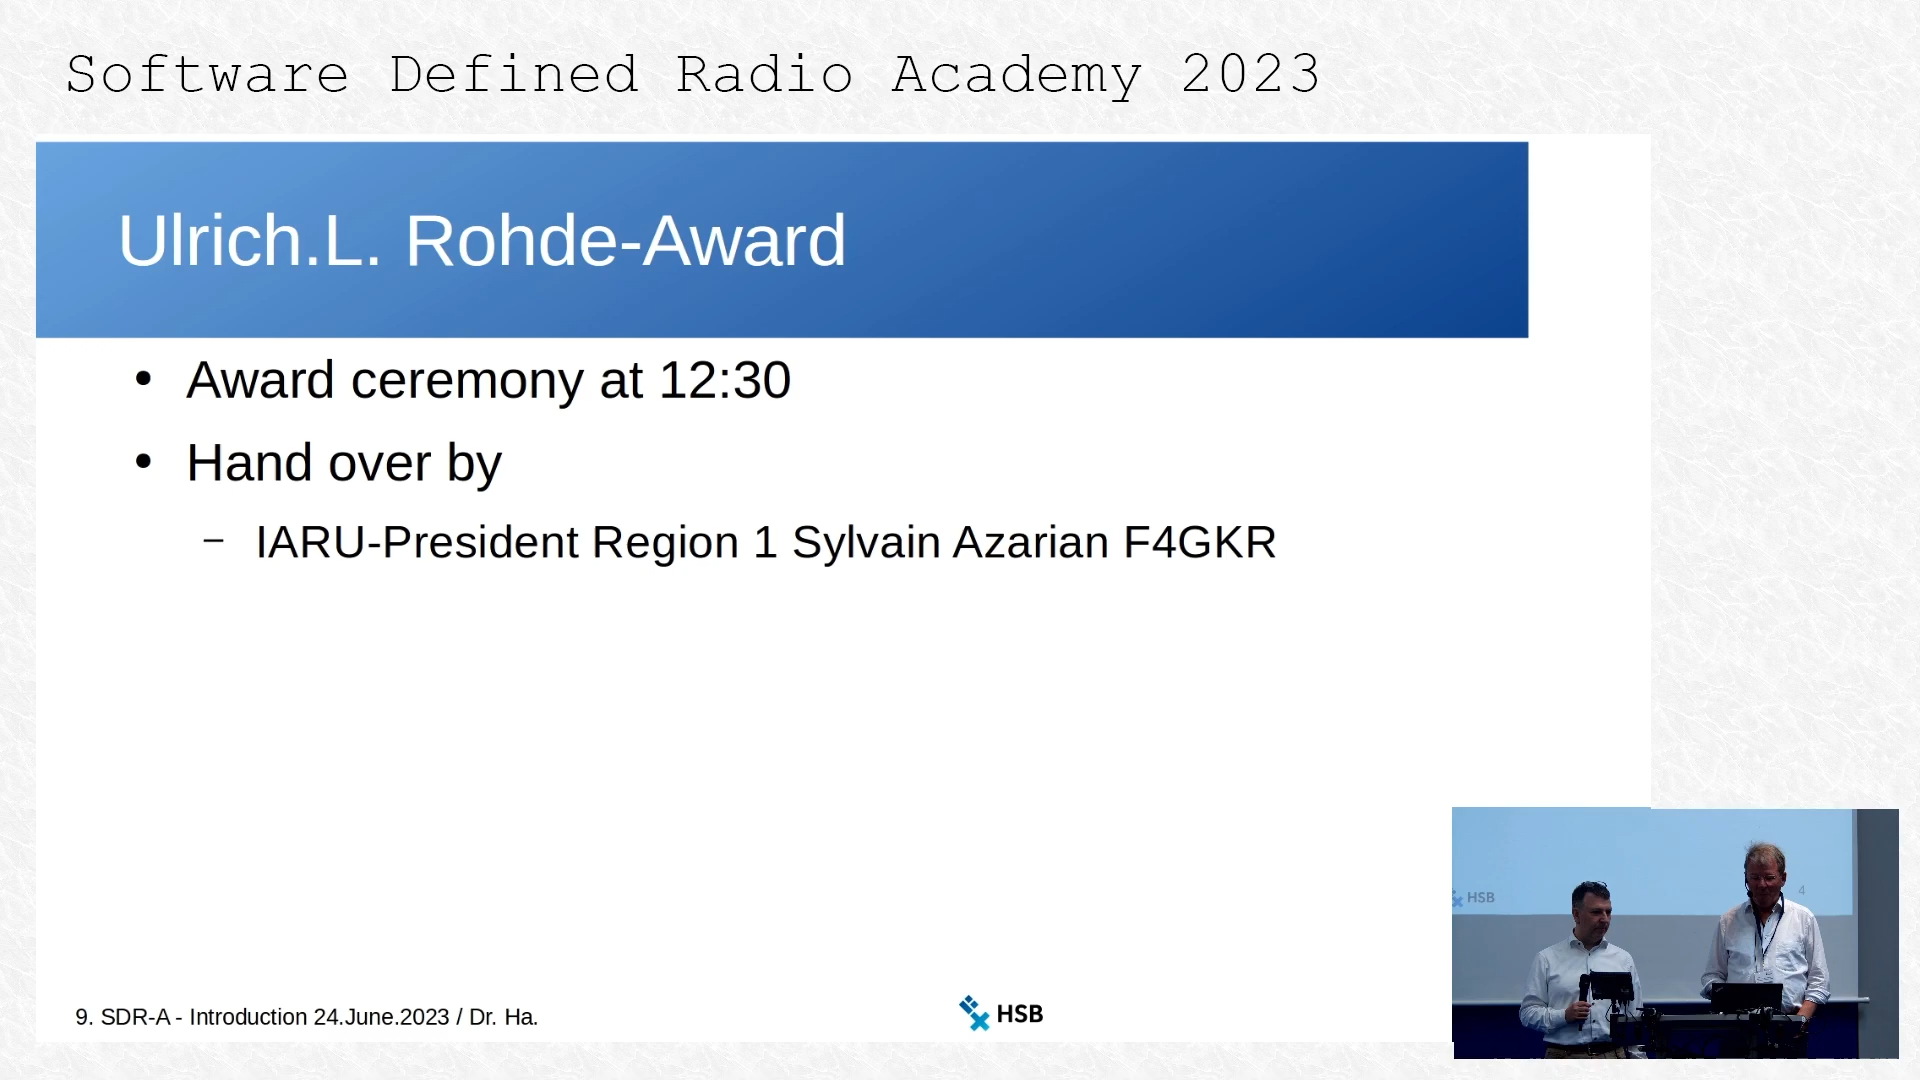 Software Defined Radio Academy 2023
Ulrich.L. Rohde-Award
• Award ceremony at 12:30
• Hand over by
– IARU-President Region 1 Sylvain Azarian F4GKR
HSB
4
9. SDR-A - Introduction 24.June.2023 / Dr. Ha.
HSB